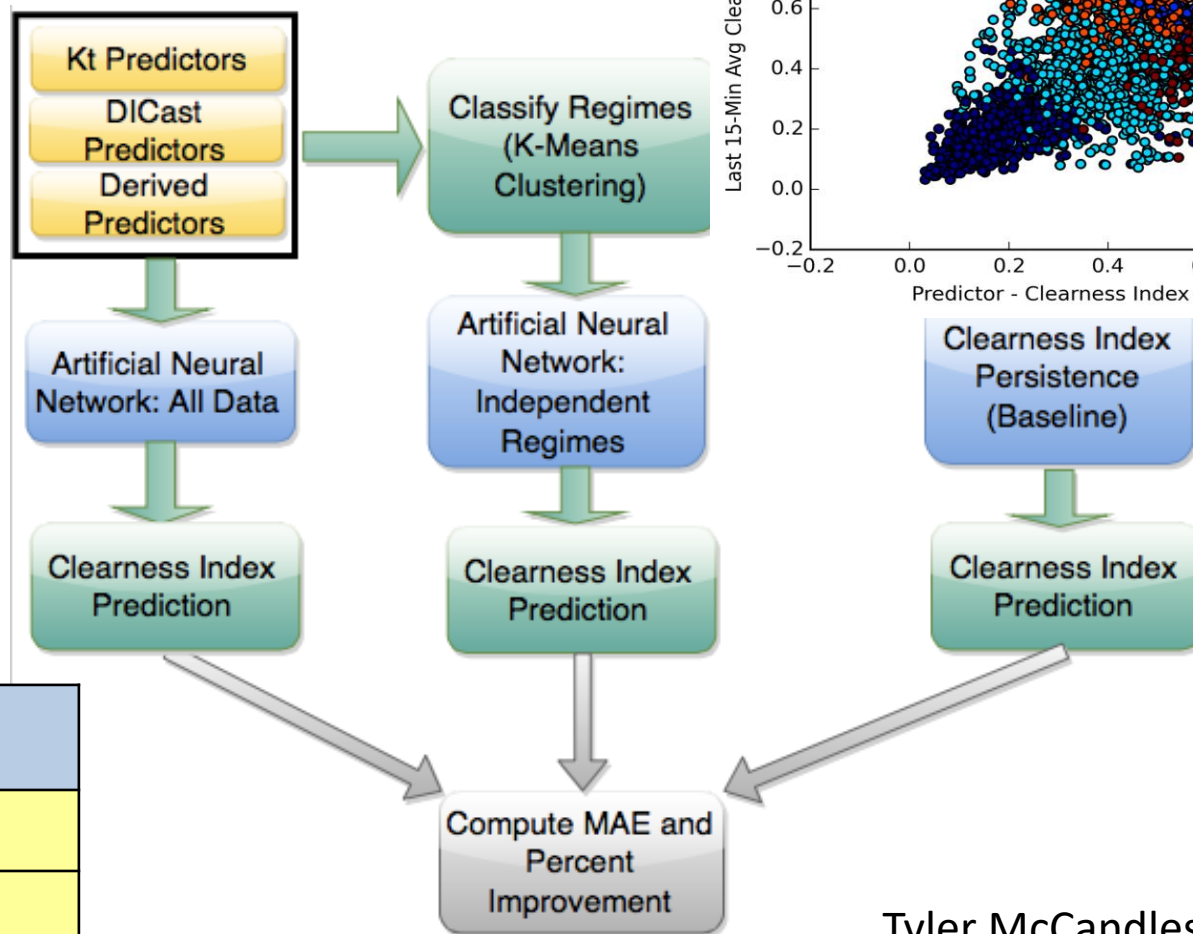 Kt Predictors
DICast
Predictors
Derived
Predictors
Classify Regimes
(K-Means
Clustering)
Last 15-Min Avg
0.6
0.4
0.2
0.0
−0.2
−0.2 0.0 0.2 0.4
Predictor - Clearness Index
Artificial Neural
Network: All Data
Artificial Neural
Network:
Independent
Regimes
Clearness Index
Persistence
(Baseline)
Clearness Index
Prediction
Clearness Index
Prediction
Clearness Index
Prediction
Compute MAE and
Percent
Improvement
Tyler